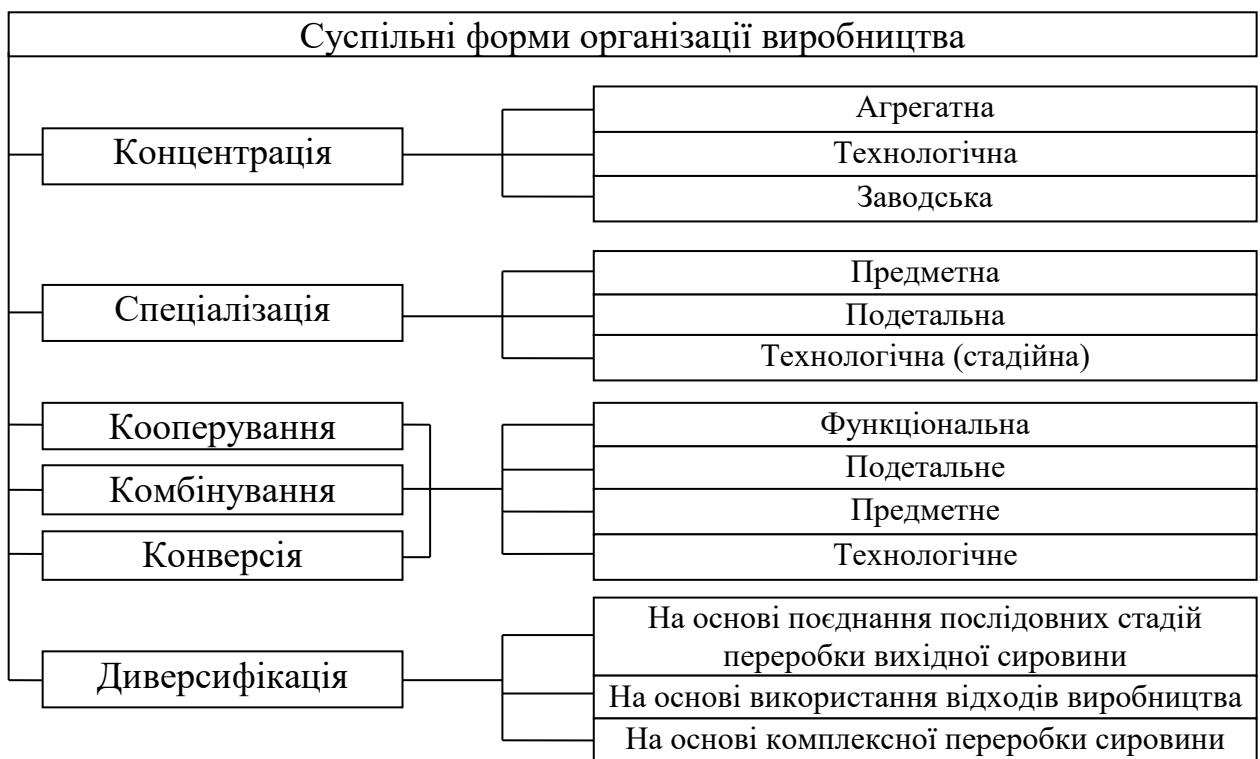 Суспільні форми організації виробництва
Концентрація
Агрегатна
Технологічна
Заводська
Спеціалізація
Предметна
Подетальна
Технологічна (стадійна)
Кооперування
Комбінування
Конверсія
Функціональна
Подетальне
Предметне
Технологічне
Диверсифікація
На основі поєднання послідовних стадій
переробки вихідної сировини
На основі використання відходів виробництва
На основі комплексної переробки сировини